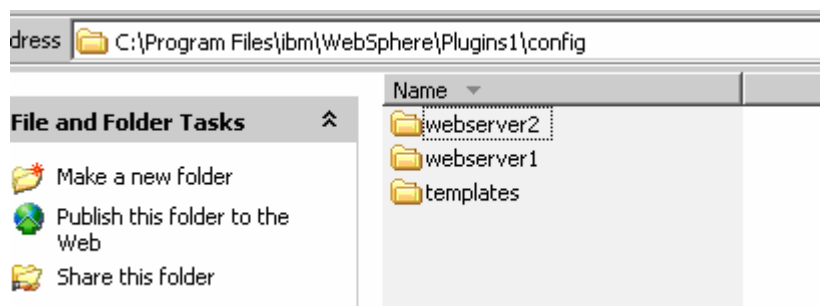 dress C:\Program Files\ibm\WebSphere\Plugins1\config
Name
webserver2
webserver1
templates
File and Folder Tasks
Make a new folder
Publish this folder to the
Web
Share this folder